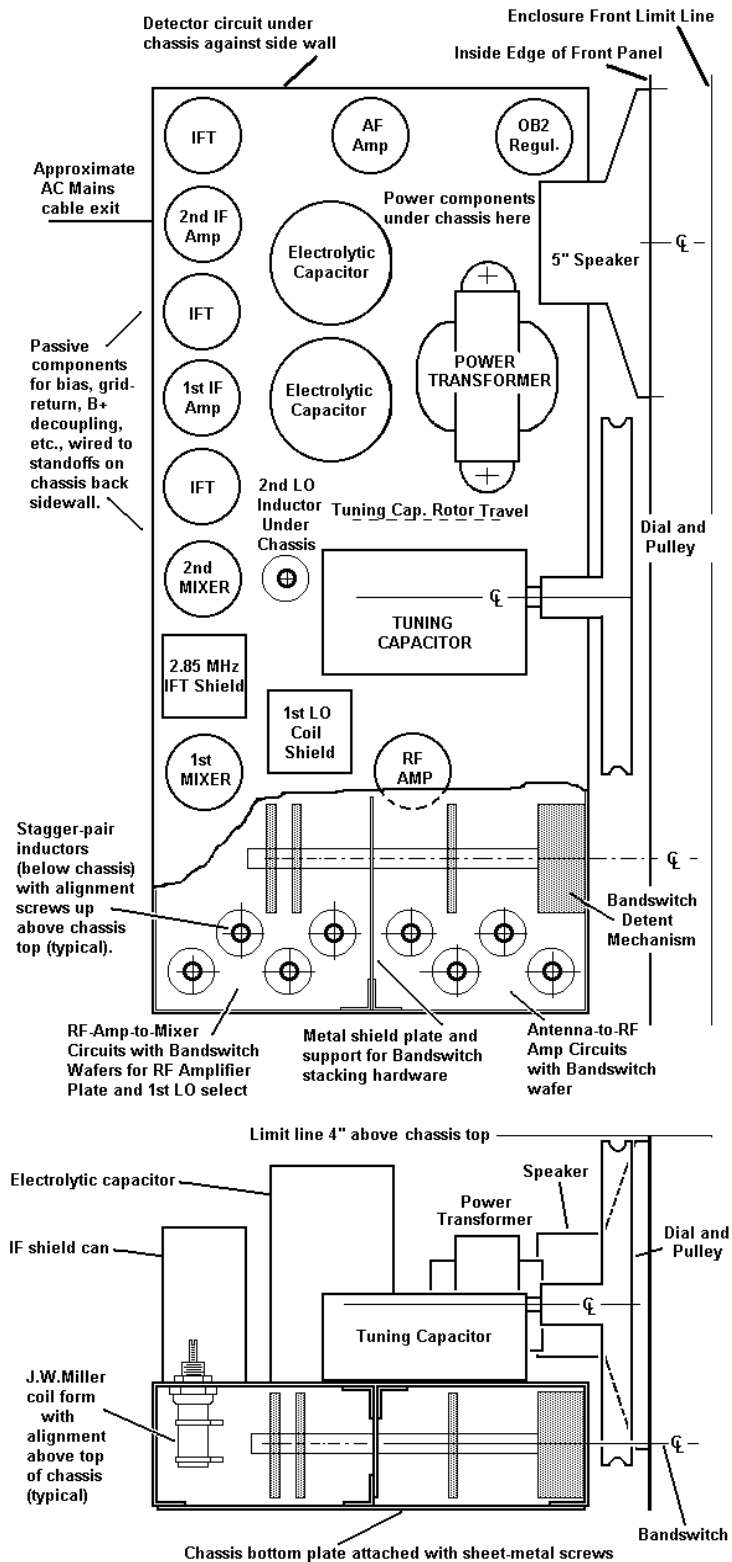 Detector circuit under
chassis against side wall
Enclosure Front Limit Line
Inside Edge of Front Panel
IFT
AF
Amp
OB2
Regul.
Approximate
AC Mains
cable exit
2nd IF
Amp
Power components
under chassis here
Electrolytic
Capacitor
5" Speaker
℄
IFT
Passive
components
for bias, grid-
return, B+
decoupling,
etc., wired to
standoffs on
chassis back
sidewall.
1st IF
Amp
Electrolytic
Capacitor
POWER
TRANSFORMER
IFT
2nd LO
Inductor
Under
Chassis
Tuning Cap. Rotor Travel
Dial and
Pulley
2nd
MIXER
℄
TUNING
CAPACITOR
2.85 MHz
IFT Shield
1st LO
Coil
Shield
1st
MIXER
RF
AMP
Stagger-pair
inductors
(below chassis)
with alignment
screws up
above chassis
top (typical).
℄
Bandswitch
Detent
Mechanism
RF-Amp-to-Mixer
Circuits with Bandswitch
Wafers for RF Amplifier
Plate and 1st LO select
Metal shield plate and
support for Bandswitch
stacking hardware
Antenna-to-RF
Amp Circuits
with Bandswitch
wafer
Limit line 4" above chassis top
Electrolytic capacitor
Speaker
Power
Transformer
IF shield can
Dial and
Pulley
℄
Tuning Capacitor
J.W.Miller
coil form
with
alignment
above top
of chassis
(typical)
℄
Bandswitch
Chassis bottom plate attached with sheet-metal screws